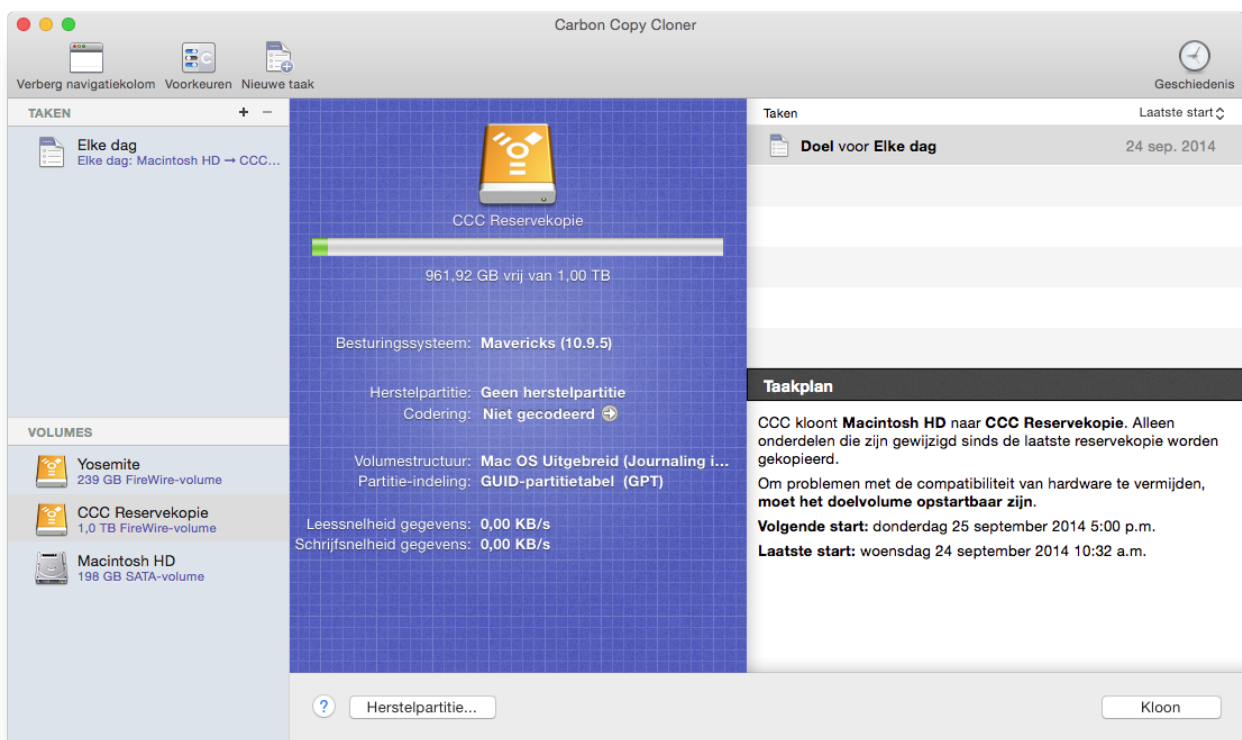 Carbon Copy Cloner
Verberg navigatiekolom Voorkeuren Nieuwe taak
Geschiedenis
TAKEN + −
Elke dag
Elke dag: Macintosh HD → CCC...
VOLUMES
Yosemite
239 GB FireWire-volume
CCC Reservekopie
1,0 TB FireWire-volume
Macintosh HD
198 GB SATA-volume
CCC Reservekopie
961,92 GB vrij van 1,00 TB
Besturingssysteem: Mavericks (10.9.5)
Herstelpartitie: Geen herstelpartitie
Codering: Niet gecodeerd
Volumestructuur: Mac OS Uitgebreid (Journaling i...
Partitie-indeling: GUID-partitietabel (GPT)
Leessnelheid gegevens: 0,00 KB/s
Schrijfsnelheid gegevens: 0,00 KB/s
Taken Laatste start
Doel voor Elke dag 24 sep. 2014
Taakplan
CCC kloont Macintosh HD naar CCC Reservekopie. Alleen
onderdelen die zijn gewijzigd sinds de laatste reservekopie worden
gekopieerd.
Om problemen met de compatibiliteit van hardware te vermijden,
moet het doelvolume opstartbaar zijn.
Volgende start: donderdag 25 september 2014 5:00 p.m.
Laatste start: woensdag 24 september 2014 10:32 a.m.
? Herstelpartitie... Kloon